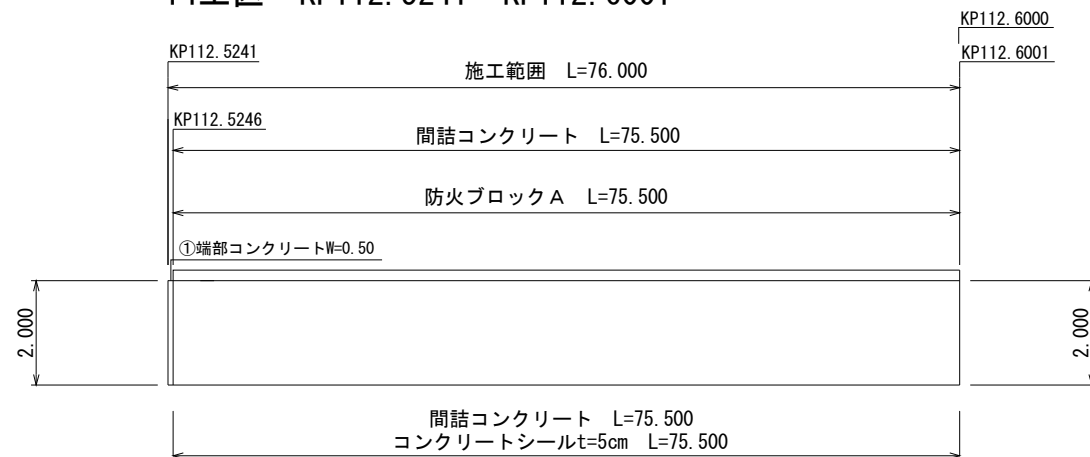 KP112.6000
KP112.5241
KP112.6001
施工範囲 L=76.000
KP112.5246
間詰コンクリート L=75.500
防火ブロックA L=75.500
①端部コンクリートW=0.50
2.000
2.000
間詰コンクリート L=75.500
コンクリートシールt=5cm L=75.500